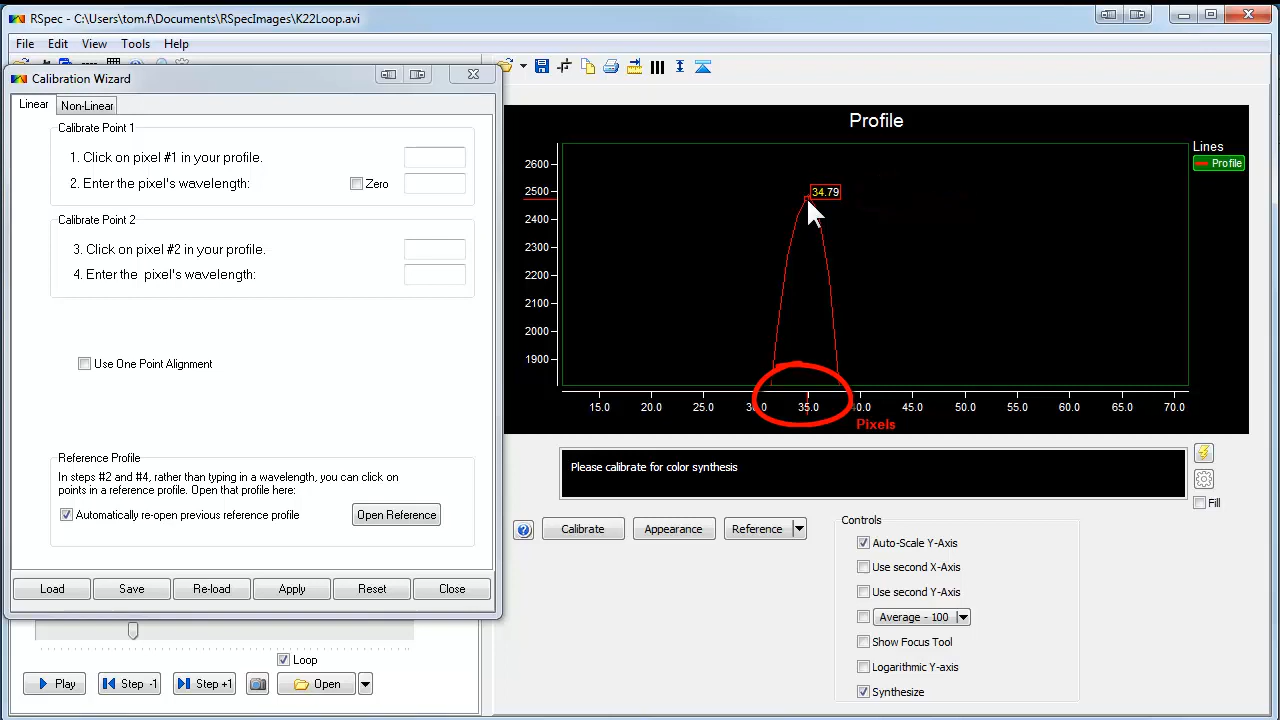 RSpec - C:\Users\tom.f\Documents\RSpecImages\K22Loop.avi
File Edit View Tools Help
Calibration Wizard
Linear Non-Linear
Calibrate Point 1
1. Click on pixel #1 in your profile.
2. Enter the pixel's wavelength: Zero
Calibrate Point 2
3. Click on pixel #2 in your profile.
4. Enter the pixel's wavelength:
Use One Point Alignment
Reference Profile
In steps #2 and #4, rather than typing in a wavelength, you can click on
points in a reference profile. Open that profile here:
Automatically re-open previous reference profile Open Reference
Load Save Re-load Apply Reset Close
Loop
Play Step -1 Step +1 Open
Profile
Lines
Profile
2600
2500
2400
2300
2200
2100
2000
1900
34.79
15.0 20.0 25.0 30.0 35.0 40.0 45.0 50.0 55.0 60.0 65.0 70.0
Pixels
Please calibrate for color synthesis
Fill
Calibrate Appearance Reference
Controls
Auto-Scale Y-Axis
Use second X-Axis
Use second Y-Axis
Average - 100
Show Focus Tool
Logarithmic Y-axis
Synthesize